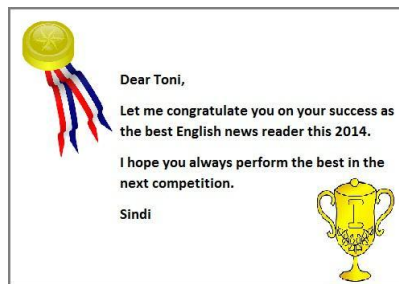 Dear Toni,
Let me congratulate you on your success as
the best English news reader this 2014.
I hope you always perform the best in the
next competition.
Sindi